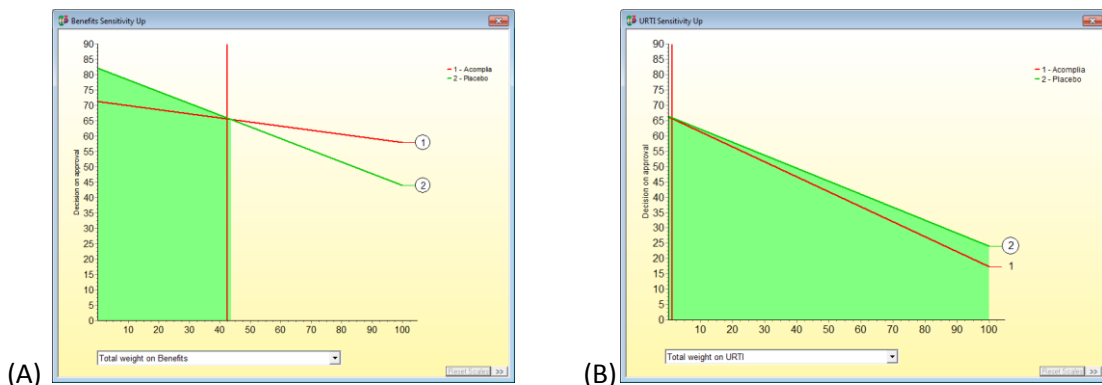 Benefits Sensitivity Up
90
85
80
75
70
65
60
55
50
45
40
35
30
25
20
15
10
5
0
Decision on approval
1 - Acomplia
2 - Placebo
1
2
10 20 30 40 50 60 70 80 90 100
Total weight on Benefits
Reset Scales >>
(A)
URTI Sensitivity Up
90
85
80
75
70
65
60
55
50
45
40
35
30
25
20
15
10
5
0
Decision on approval
1 - Acomplia
2 - Placebo
2
1
10 20 30 40 50 60 70 80 90 100
Total weight on URTI
Reset Scales >>
(B)